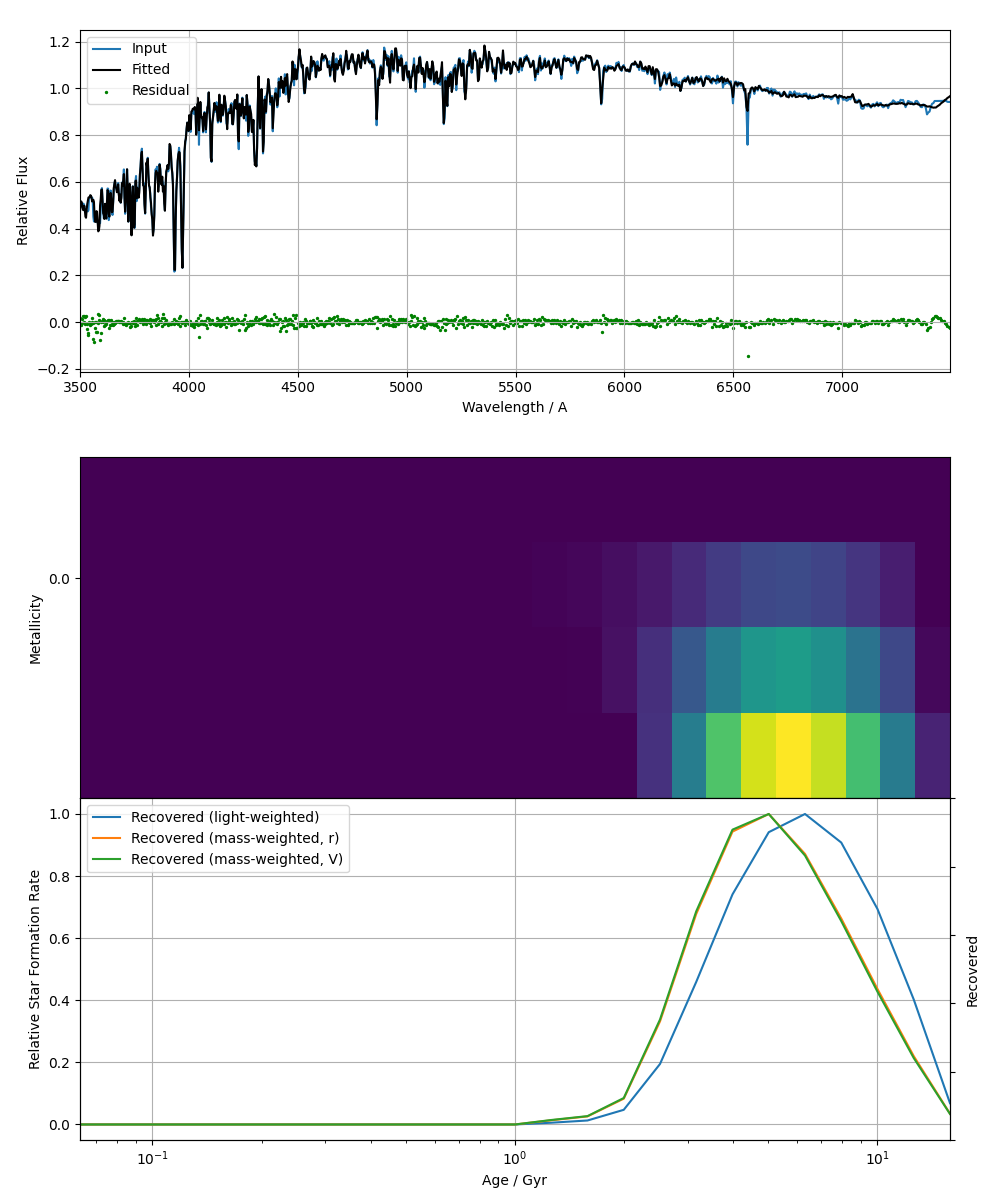 1.2
1.0
0.8
0.6
0.4
0.2
0.0
−0.2
Relative Flux
Input
Fitted
Residual
3500 4000 4500 5000 5500 6000 6500 7000
Wavelength / A
0.0
Metallicity
1.0
0.8
0.6
0.4
0.2
0.0
Relative Star Formation Rate
Recovered (light-weighted)
Recovered (mass-weighted, r)
Recovered (mass-weighted, V)
Recovered
10⁻¹ 10⁰ 10¹
Age / Gyr